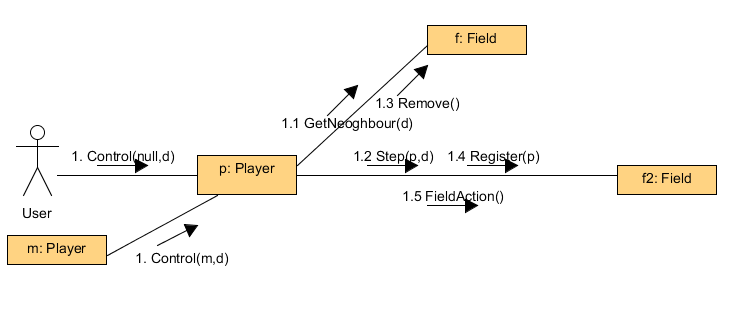 f: Field
1.3 Remove()
1.1 GetNeoghbour(d)
1. Control(null,d)
1.2 Step(p,d)
1.4 Register(p)
p: Player
f2: Field
1.5 FieldAction()
User
m: Player
1. Control(m,d)